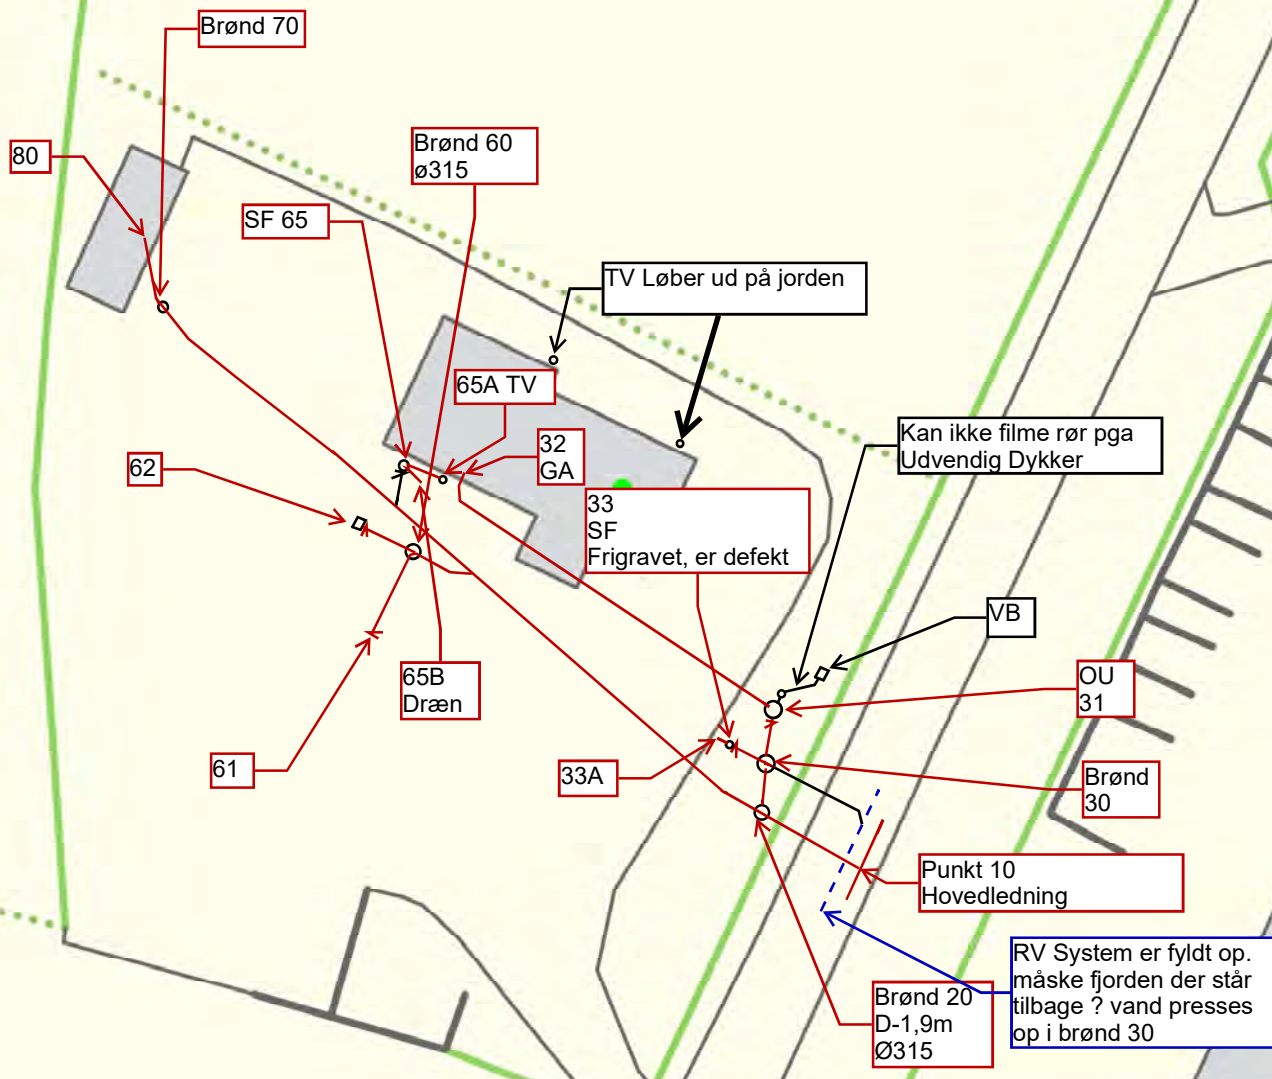 Brønd 70
Brønd 60
ø315
80
SF 65
TV Løber ud på jorden
65A TV
32
GA
Kan ikke filme rør pga
Udvendig Dykker
62
33
SF
Frigravet, er defekt
VB
65B
Dræn
OU
31
61
33A
Brønd
30
Punkt 10
Hovedledning
RV System er fyldt op.
måske fjorden der står
tilbage ? vand presses
op i brønd 30
Brønd 20
D-1,9m
Ø315